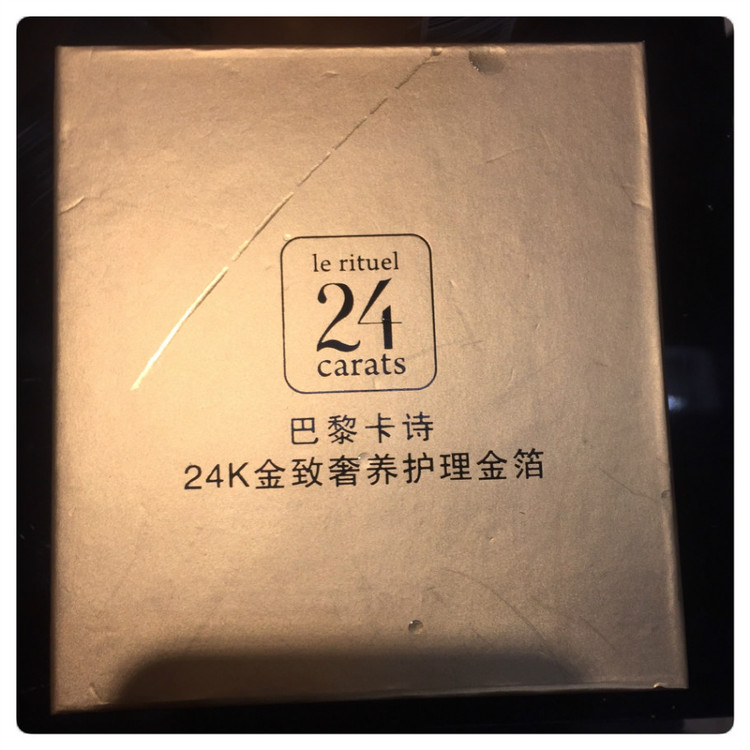 le rituel
24
carats
巴黎卡诗
24K金致奢养护理金箔